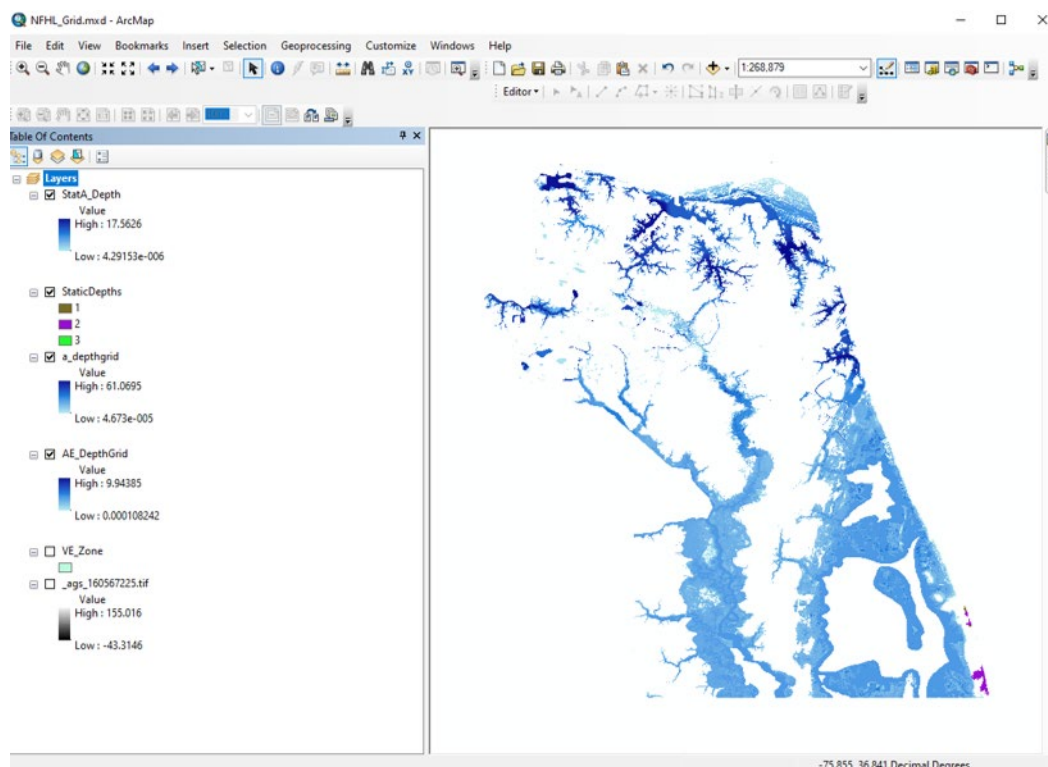 NFHL_Grid.mxd - ArcMap
File Edit View Bookmarks Insert Selection Geoprocessing Customize Windows Help
1:268,879
Editor
Table Of Contents
Layers
StatA_Depth
Value
High : 17.5626
Low : 4.29153e-006
StaticDepths
1
2
3
a_depthgrid
Value
High : 61.0695
Low : 4.673e-005
AE_DepthGrid
Value
High : 9.94385
Low : 0.000108242
VE_Zone
_ags_160567225.tif
Value
High : 155.016
Low : -43.3146
-75.855 36.841 Decimal Degrees